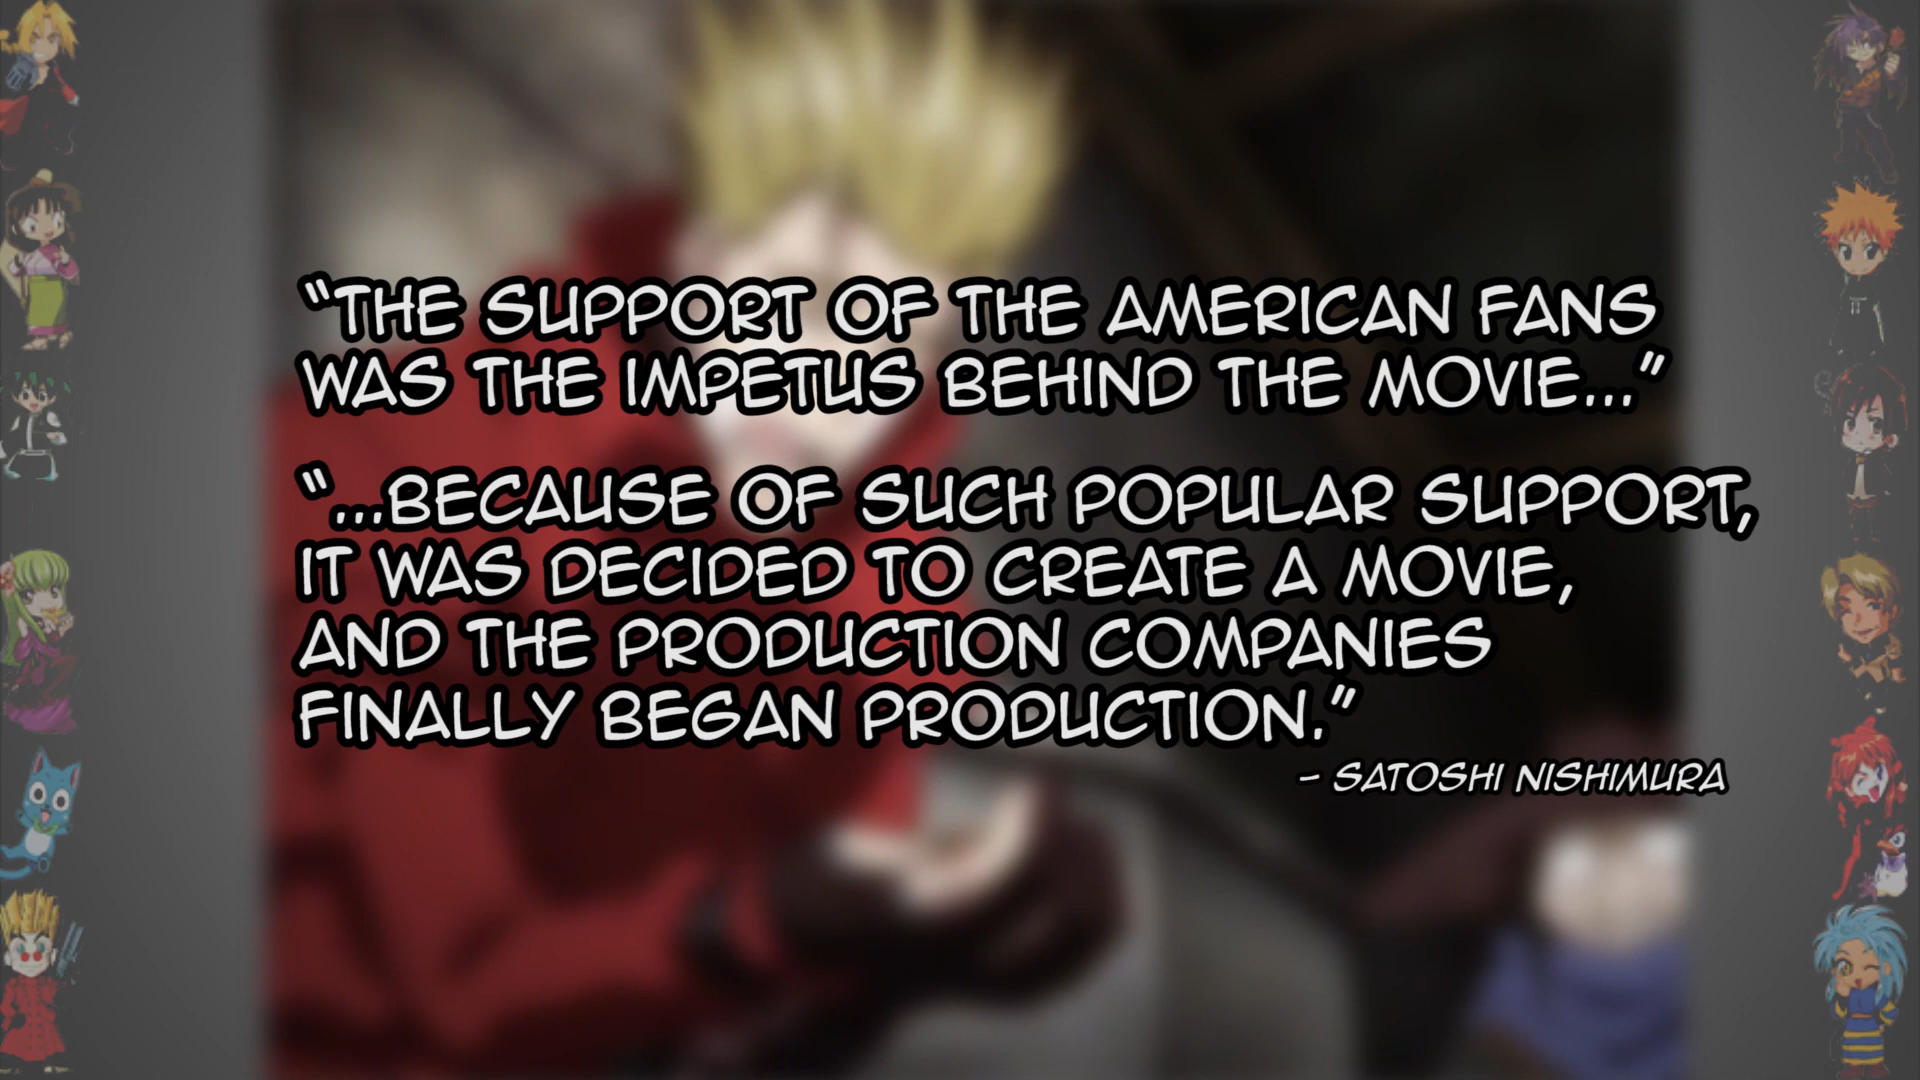 “THE SUPPORT OF THE AMERICAN FANS
WAS THE IMPETUS BEHIND THE MOVIE...”
“...BECAUSE OF SUCH POPULAR SUPPORT,
IT WAS DECIDED TO CREATE A MOVIE,
AND THE PRODUCTION COMPANIES
FINALLY BEGAN PRODUCTION.”
– SATOSHI NISHIMURA